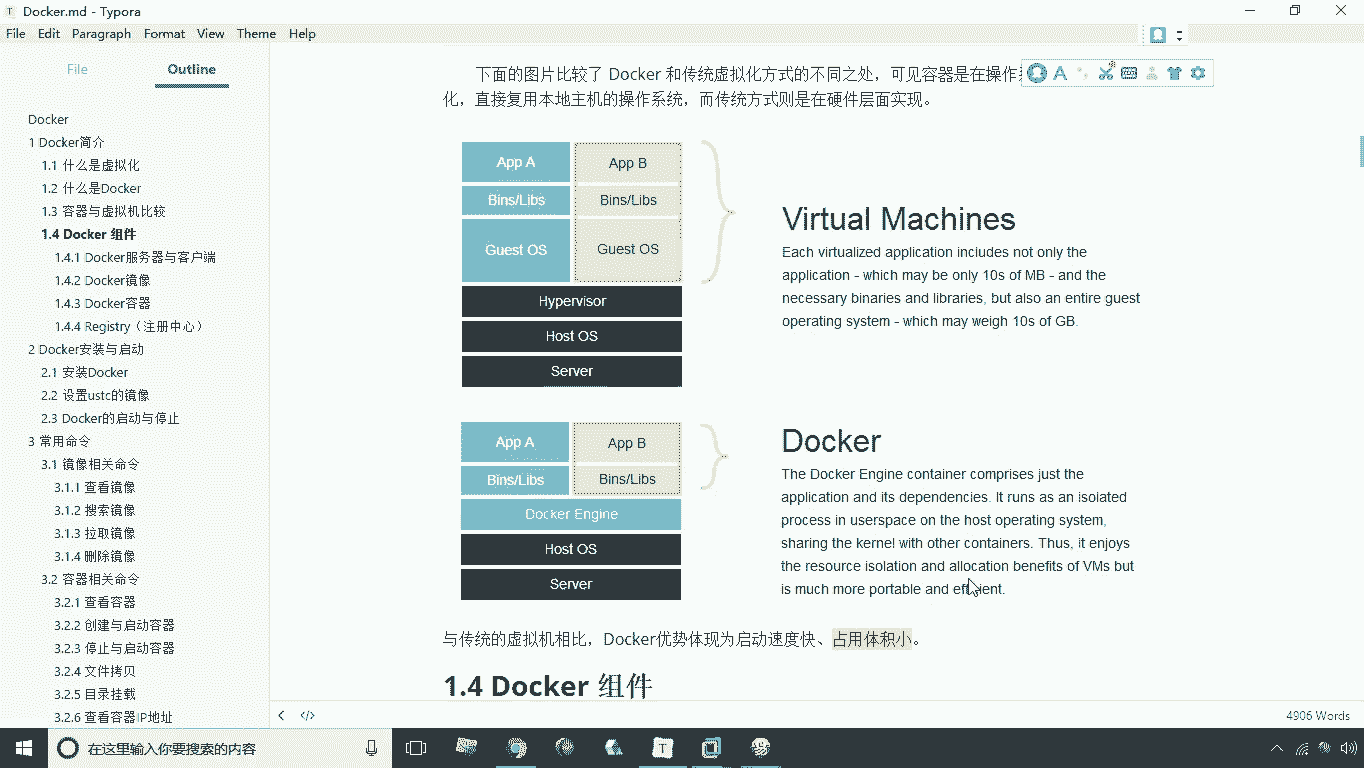 Docker.md - Typora
File Edit Paragraph Format View Theme Help
File Outline
Docker
1 Docker简介
1.1 什么是虚拟化
1.2 什么是Docker
1.3 容器与虚拟机比较
1.4 Docker 组件
1.4.1 Docker服务器与客户端
1.4.2 Docker镜像
1.4.3 Docker容器
1.4.4 Registry（注册中心）
2 Docker安装与启动
2.1 安装Docker
2.2 设置ustc的镜像
2.3 Docker的启动与停止
3 常用命令
3.1 镜像相关命令
3.1.1 查看镜像
3.1.2 搜索镜像
3.1.3 拉取镜像
3.1.4 删除镜像
3.2 容器相关命令
3.2.1 查看容器
3.2.2 创建与启动容器
3.2.3 停止与启动容器
3.2.4 文件拷贝
3.2.5 目录挂载
3.2.6 查看容器IP地址
下面的图片比较了 Docker 和传统虚拟化方式的不同之处，可见容器是在操作
化，直接复用本地主机的操作系统，而传统方式则是在硬件层面实现。
App A App B
Bins/Libs Bins/Libs
Guest OS Guest OS
Hypervisor
Host OS
Server
Virtual Machines
Each virtualized application includes not only the
application - which may be only 10s of MB - and the
necessary binaries and libraries, but also an entire guest
operating system - which may weigh 10s of GB.
App A App B
Bins/Libs Bins/Libs
Docker Engine
Host OS
Server
Docker
The Docker Engine container comprises just the
application and its dependencies. It runs as an isolated
process in userspace on the host operating system,
sharing the kernel with other containers. Thus, it enjoys
the resource isolation and allocation benefits of VMs but
is much more portable and efficient.
与传统的虚拟机相比，Docker优势体现为启动速度快、占用体积小。
1.4 Docker 组件
4906 Words
在这里输入你要搜索的内容